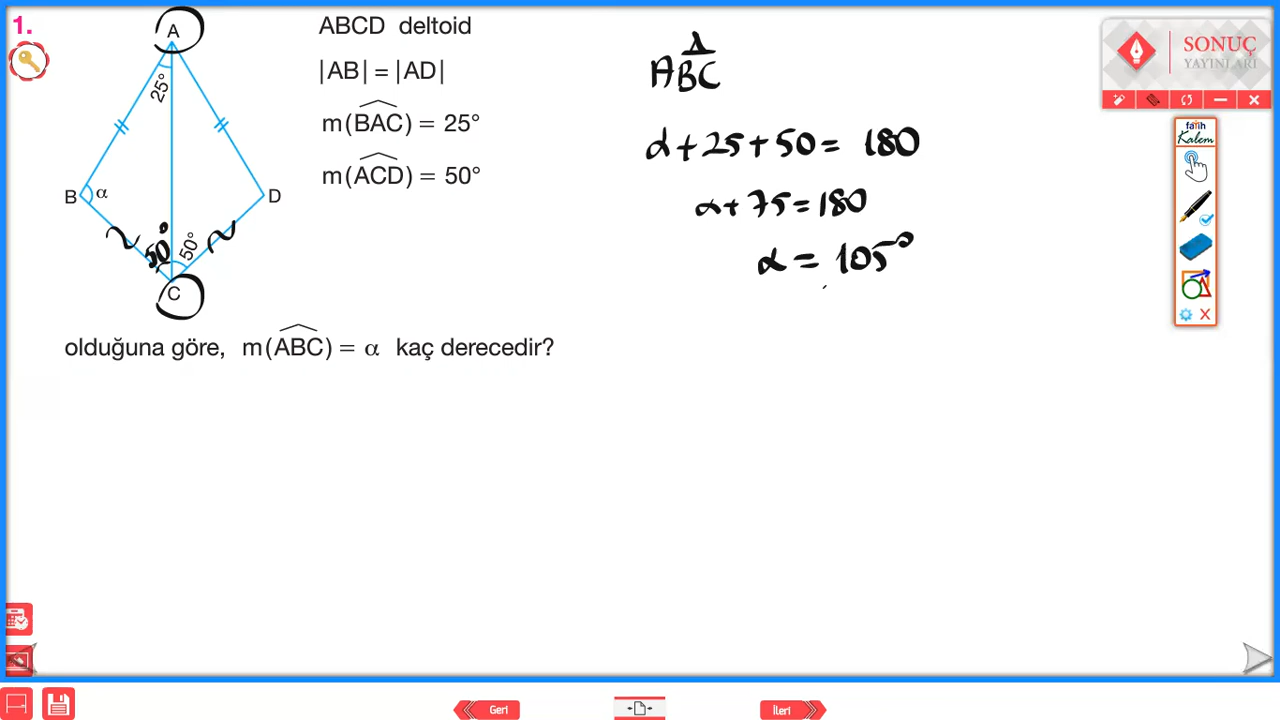 1.
A
25°
B
α
D
50°
50°
C
ABCD deltoid
|AB| = |AD|
m(BAC) = 25°
m(ACD) = 50°
olduğuna göre, m(ABC) = α kaç derecedir?
ABC
α + 25 + 50 = 180
α + 75 = 180
α = 105°
SONUÇ
YAYINLARI
fatih
Kalem
Geri
İleri